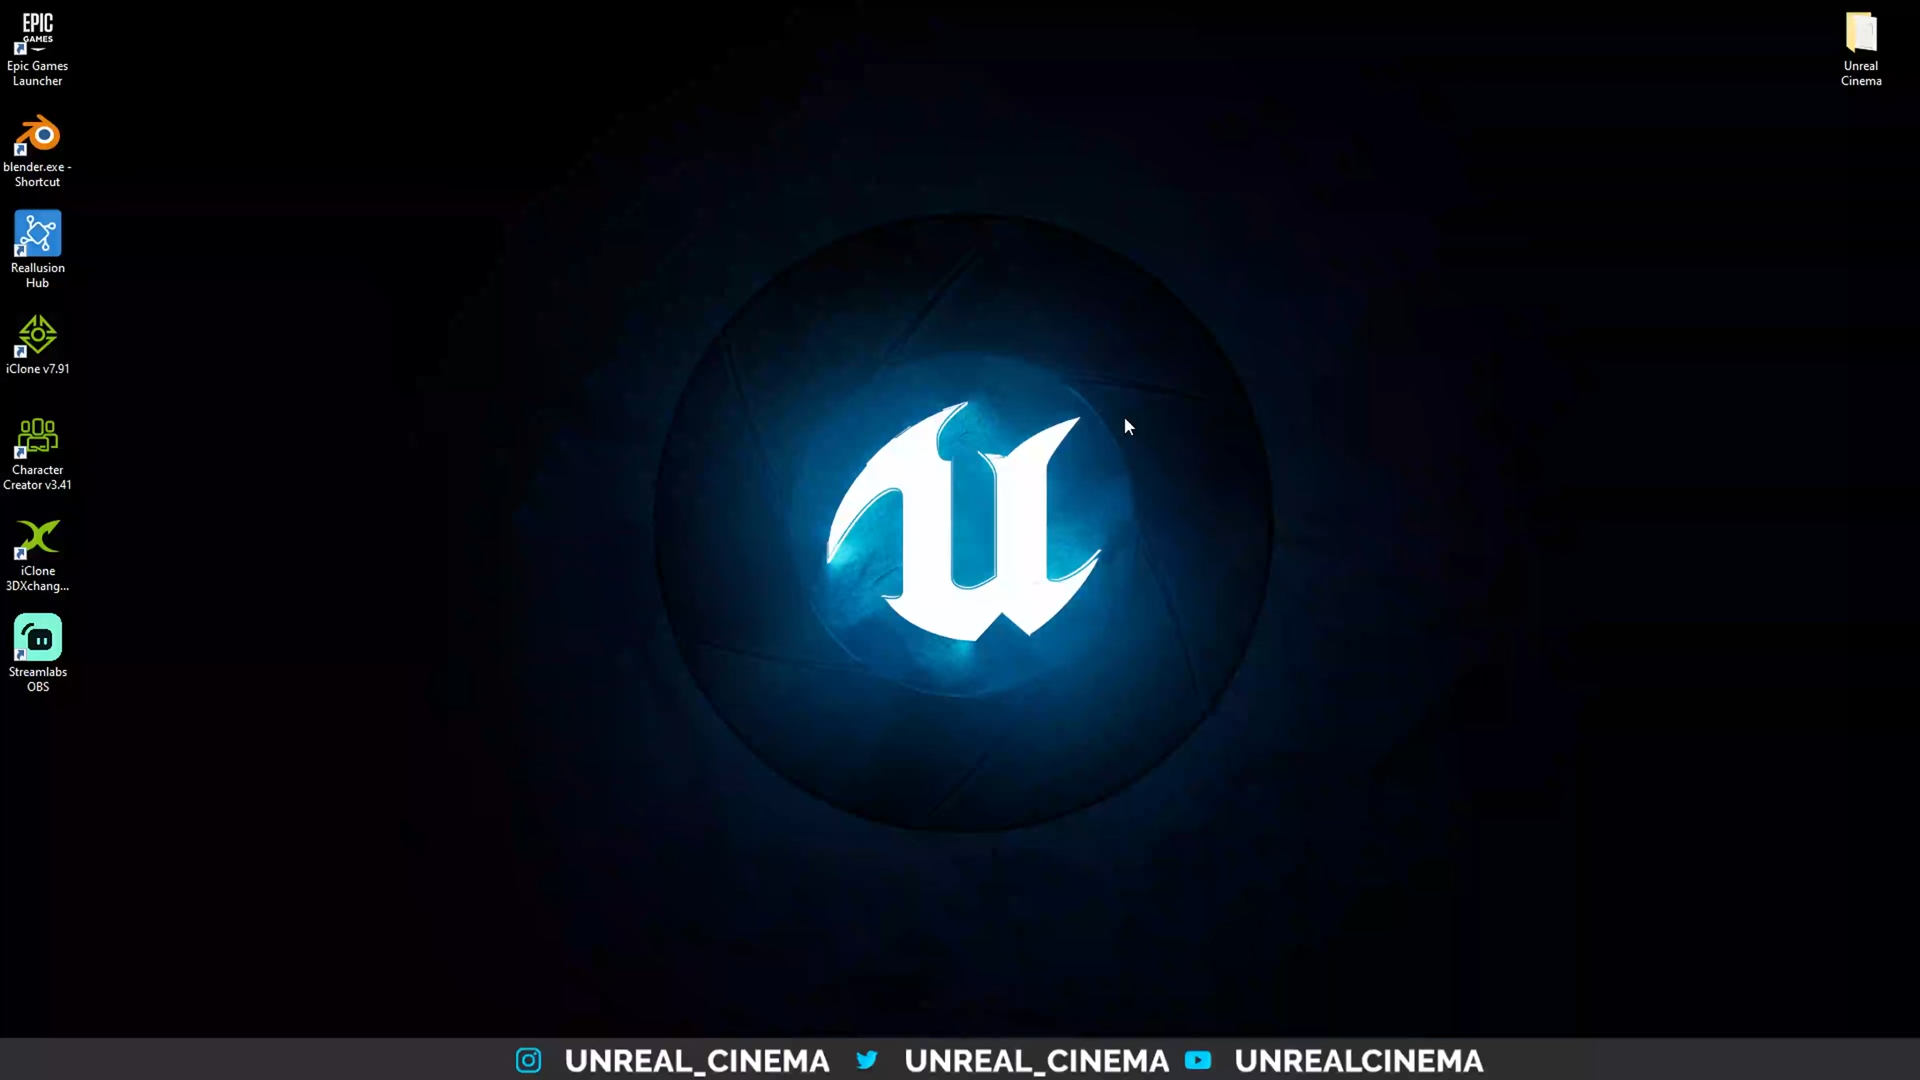 EPIC
GAMES
Epic Games
Launcher
blender.exe -
Shortcut
Reallusion
Hub
iClone v7.91
Character
Creator v3.41
iClone
3DXchang...
Streamlabs
OBS
Unreal
Cinema
UNREAL_CINEMA UNREAL_CINEMA UNREALCINEMA